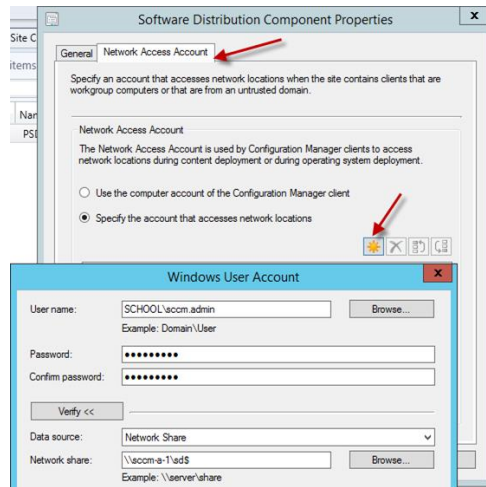 Software Distribution Component Properties
x
Site C
General
Network Access Account
items
Specify an account that accesses network locations when the site contains clients that are
workgroup computers or that are from an untrusted domain.
Nar
PSD
Network Access Account
The Network Access Account is used by Configuration Manager clients to access
network locations during content deployment or during operating system deployment.
Use the computer account of the Configuration Manager client
Specify the account that accesses network locations
Windows User Account
x
User name:
SCHOOL\sccm.admin
Browse...
Example: Domain\User
Password:
Confirm password:
Verify <<
Data source:
Network Share
Network share:
\\sccm-a-1\sd$
Browse...
Example: \\server\share